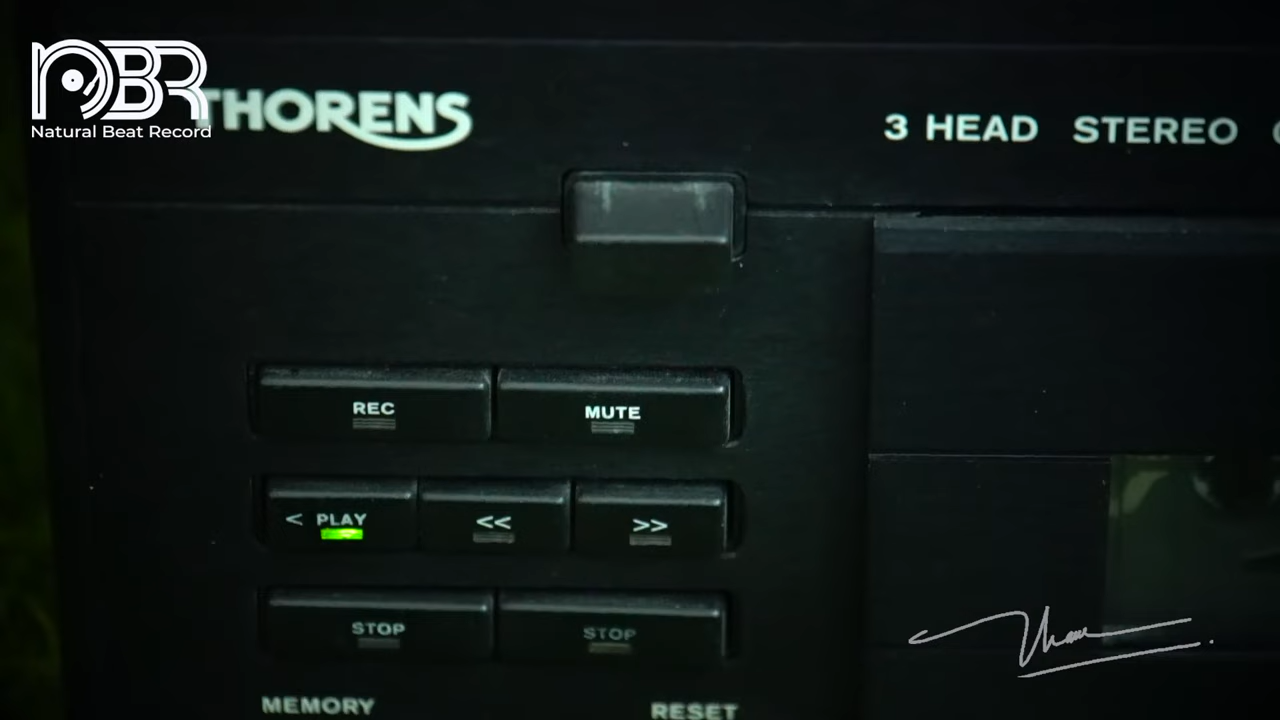 NBR
Natural Beat Record
THORENS
3 HEAD STEREO
REC
MUTE
< PLAY
<<
>>
STOP
STOP
MEMORY
RESET